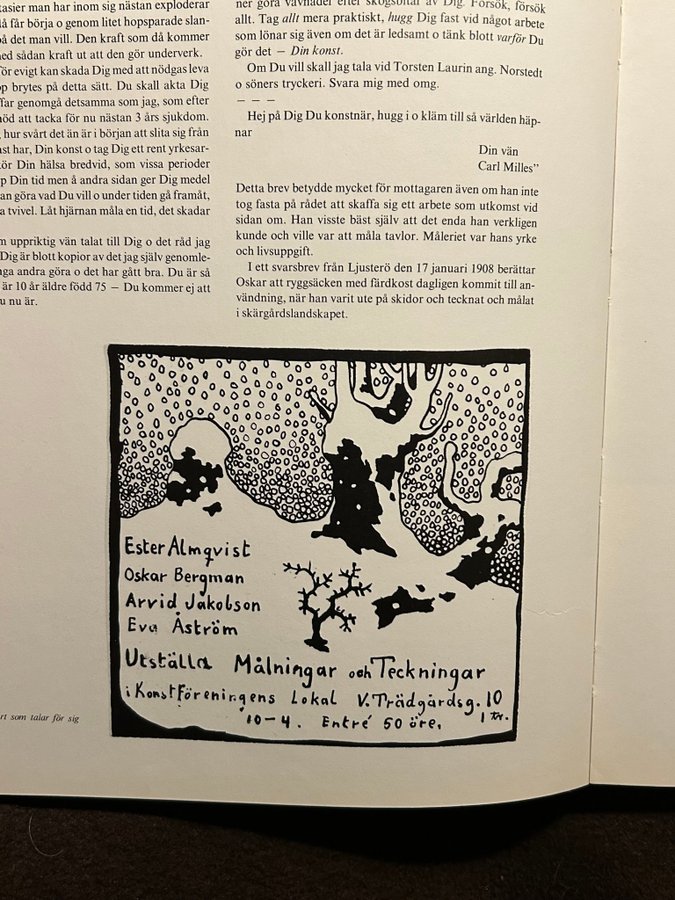 tasier man har inom sig nästan exploderar
då får börja o genom litet hopsparade slan-
på det man vill. Den kraft som då kommer
med sådan kraft ut att den gör underverk.
för evigt kan skada Dig med att nödgas leva
op brytes på detta sätt. Du skall akta Dig
ffar genomgå detsamma som jag, som efter
nöd att tacka för nu nästan 3 års sjukdom.
hur svårt det än är i början att slita sig från
nst har, Din konst o tag Dig ett rent yrkesar-
kör Din hälsa bredvid, som vissa perioder
p Din tid men å andra sidan ger Dig medel
an göra vad Du vill o under tiden gå framåt,
a tvivel. Låt hjärnan måla en tid, det skadar
m uppriktig vän talat till Dig o det råd jag
Dig är blott kopior av det jag själv genomle-
nga andra göra o det har gått bra. Du är så
är 10 år äldre född 75 – Du kommer ej att
u nu är.
ner göra vävnader efter skogsbitar av Dig. Försök, försök
allt. Tag allt mera praktiskt, hugg Dig fast vid något arbete
som lönar sig även om det är ledsamt o tänk blott varför Du
gör det – Din konst.
Om Du vill skall jag tala vid Torsten Laurin ang. Norstedt
o söners tryckeri. Svara mig med omg.
– – –
Hej på Dig Du konstnär, hugg i o kläm till så världen häp-
nar
Din vän
Carl Milles”
Detta brev betydde mycket för mottagaren även om han inte
tog fasta på rådet att skaffa sig ett arbete som utkomst vid
sidan om. Han visste bäst själv att det enda han verkligen
kunde och ville var att måla tavlor. Måleriet var hans yrke
och livsuppgift.
I ett svarsbrev från Ljusterö den 17 januari 1908 berättar
Oskar att ryggsäcken med färdkost dagligen kommit till an-
vändning, när han varit ute på skidor och tecknat och målat
i skärgårdslandskapet.
Ester Almqvist
Oskar Bergman
Arvid Jakolson
Eva Åström
Utställa Målningar och Teckningar
i KonstFöreningens Lokal V. Trädgårdsg. 10
10–4. Entré 50 öre, 1 kr.
rt som talar för sig